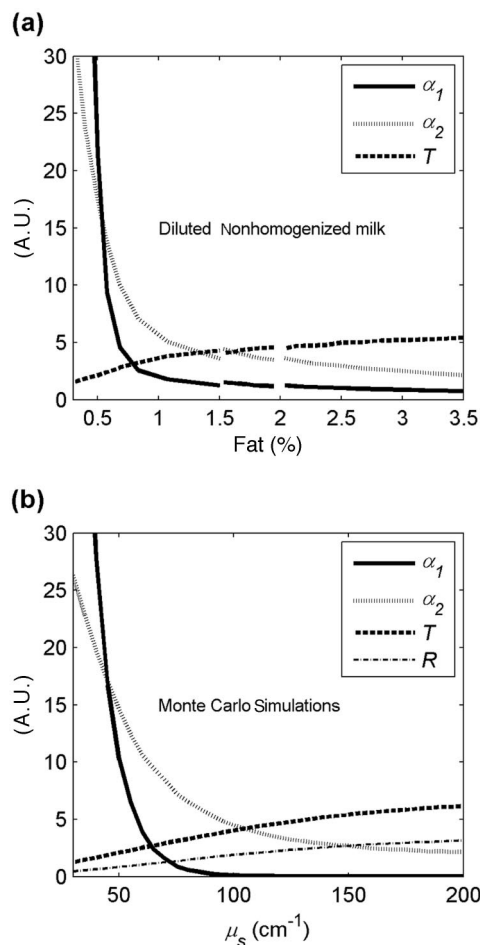 (a)
30
25
20
15
10
5
0
(A.U.)
α1
α2
T
Diluted Nonhomogenized milk
0.5 1 1.5 2 2.5 3 3.5
Fat (%)
(b)
30
25
20
15
10
5
0
(A.U.)
α1
α2
T
R
Monte Carlo Simulations
50 100 150 200
μs (cm-1)